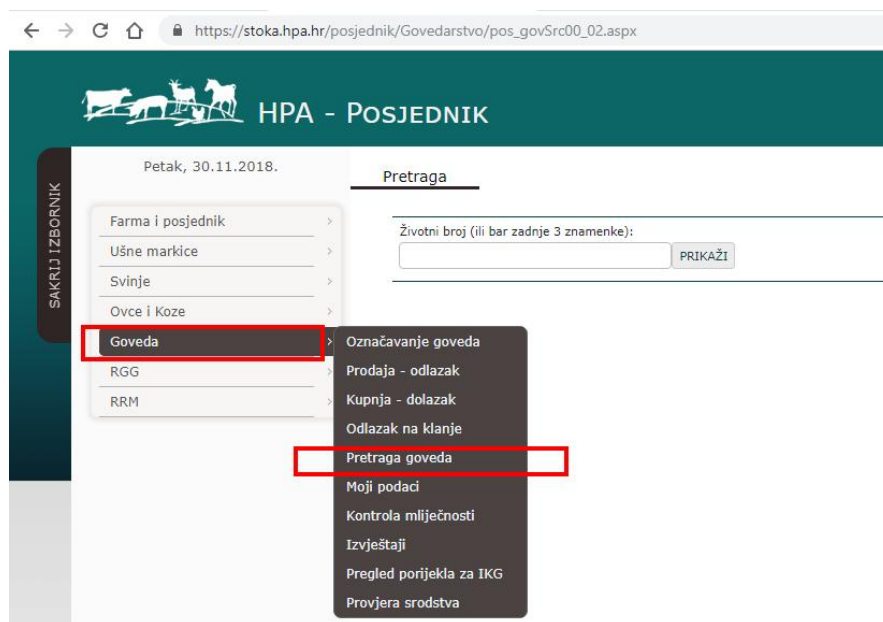 https://stoka.hpa.hr/posjednik/Govedarstvo/pos_govSrc00_02.aspx
HPA - POSJEDNIK
SAKRIJ IZBORNIK
Petak, 30.11.2018.
Farma i posjednik
Ušne markice
Svinje
Ovce i Koze
Goveda
RGG
RRM
Označavanje goveda
Prodaja - odlazak
Kupnja - dolazak
Odlazak na klanje
Pretraga goveda
Moji podaci
Kontrola mliječnosti
Izvještaji
Pregled porijekla za IKG
Provjera srodstva
Pretraga
Životni broj (ili bar zadnje 3 znamenke):
PRIKAŽI